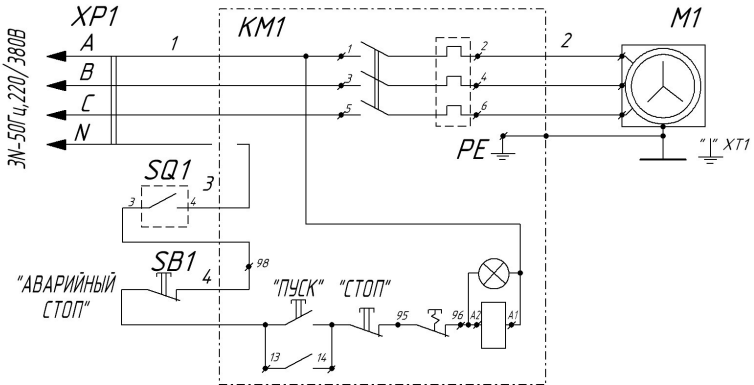 XP1
KM1
M1
3N-50Гц,220/380В
A
1
1
2
2
B
3
4
C
5
6
N
PE
"⏚" XT1
SQ1
3
3
4
SB1
4
98
"АВАРИЙНЫЙ
СТОП"
"ПУСК"
"СТОП"
95
96
A2
A1
13
14